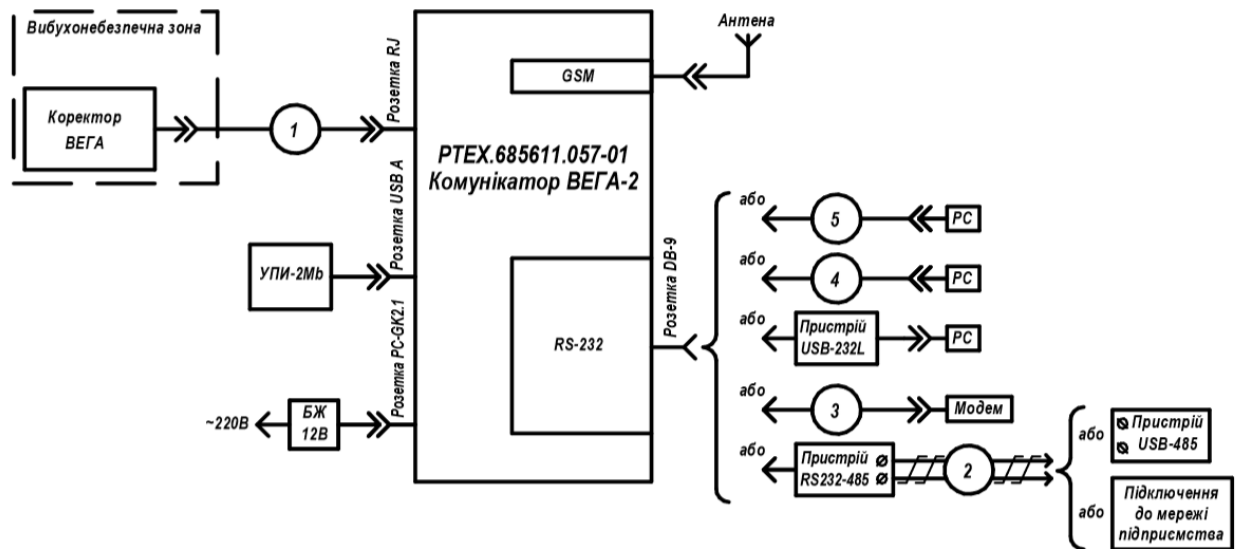 Вибухонебезпечна зона
Коректор
ВЕГА
1
Розетка RJ
УПИ-2Mb
Розетка USB A
~220В
БЖ
12В
Розетка PC-GK2.1
GSM
PTEX.685611.057-01
Комунікатор ВЕГА-2
RS-232
Антена
Розетка DB-9
або
5
PC
або
4
PC
або
Пристрій
USB-232L
PC
або
3
Модем
або
Пристрій
RS232-485
2
або
Пристрій
USB-485
або
Підключення
до мережі
підприсмства